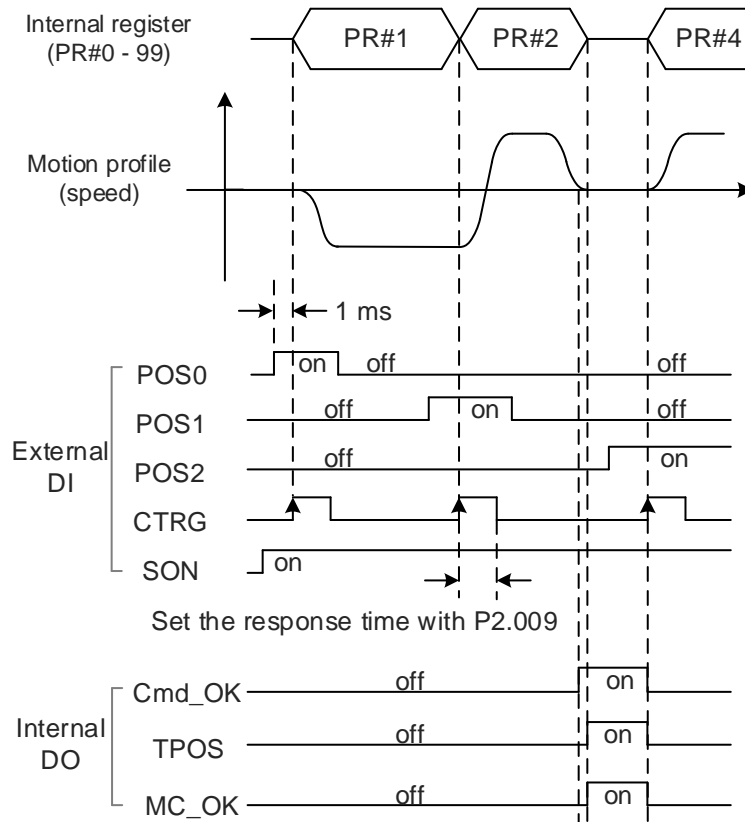 Internal register
(PR#0 - 99)
PR#1
PR#2
PR#4
Motion profile
(speed)
1 ms
POS0
on
off
off
POS1
off
on
off
External
DI
POS2
off
on
CTRG
SON
on
Set the response time with P2.009
Cmd_OK
off
on
Internal
DO
TPOS
off
on
MC_OK
off
on